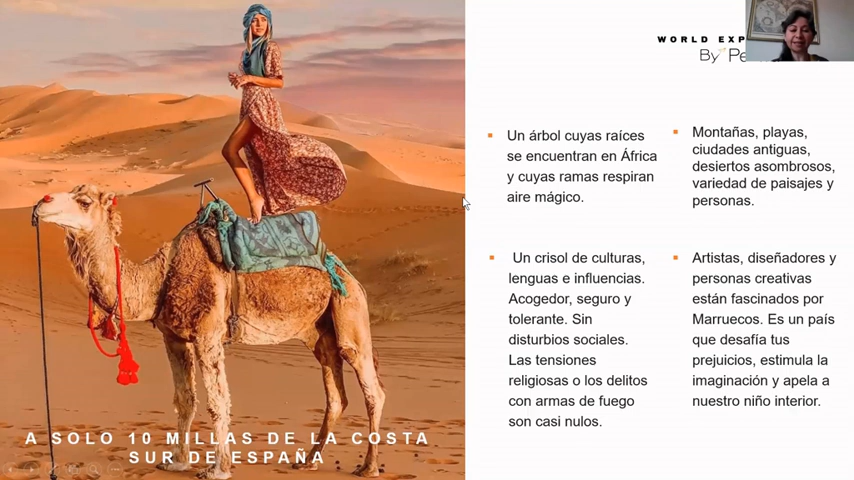 WORLD EXP
By Pe
Un árbol cuyas raíces
se encuentran en África
y cuyas ramas respiran
aire mágico.
Montañas, playas,
ciudades antiguas,
desiertos asombrosos,
variedad de paisajes y
personas.
Un crisol de culturas,
lenguas e influencias.
Acogedor, seguro y
tolerante. Sin
disturbios sociales.
Las tensiones
religiosas o los delitos
con armas de fuego
son casi nulos.
Artistas, diseñadores y
personas creativas
están fascinados por
Marruecos. Es un país
que desafía tus
prejuicios, estimula la
imaginación y apela a
nuestro niño interior.
A SOLO 10 MILLAS DE LA COSTA
SUR DE ESPAÑA